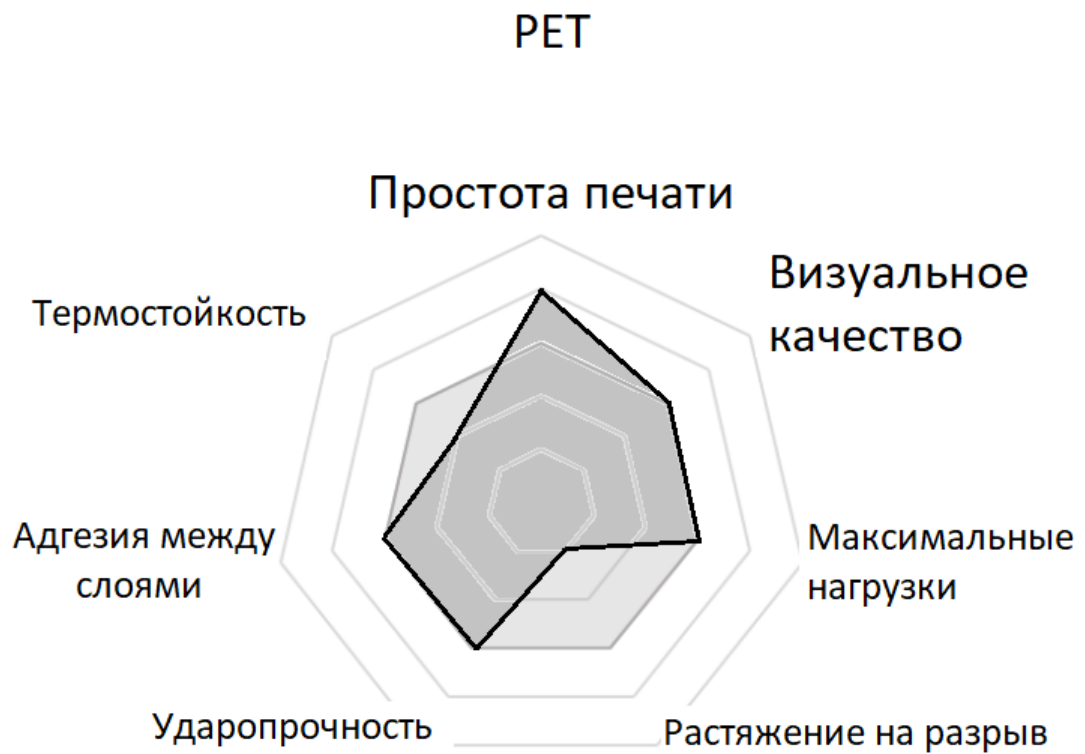 PET
Простота печати
Визуальное
качество
Термостойкость
Адгезия между
слоями
Максимальные
нагрузки
Ударопрочность
Растяжение на разрыв